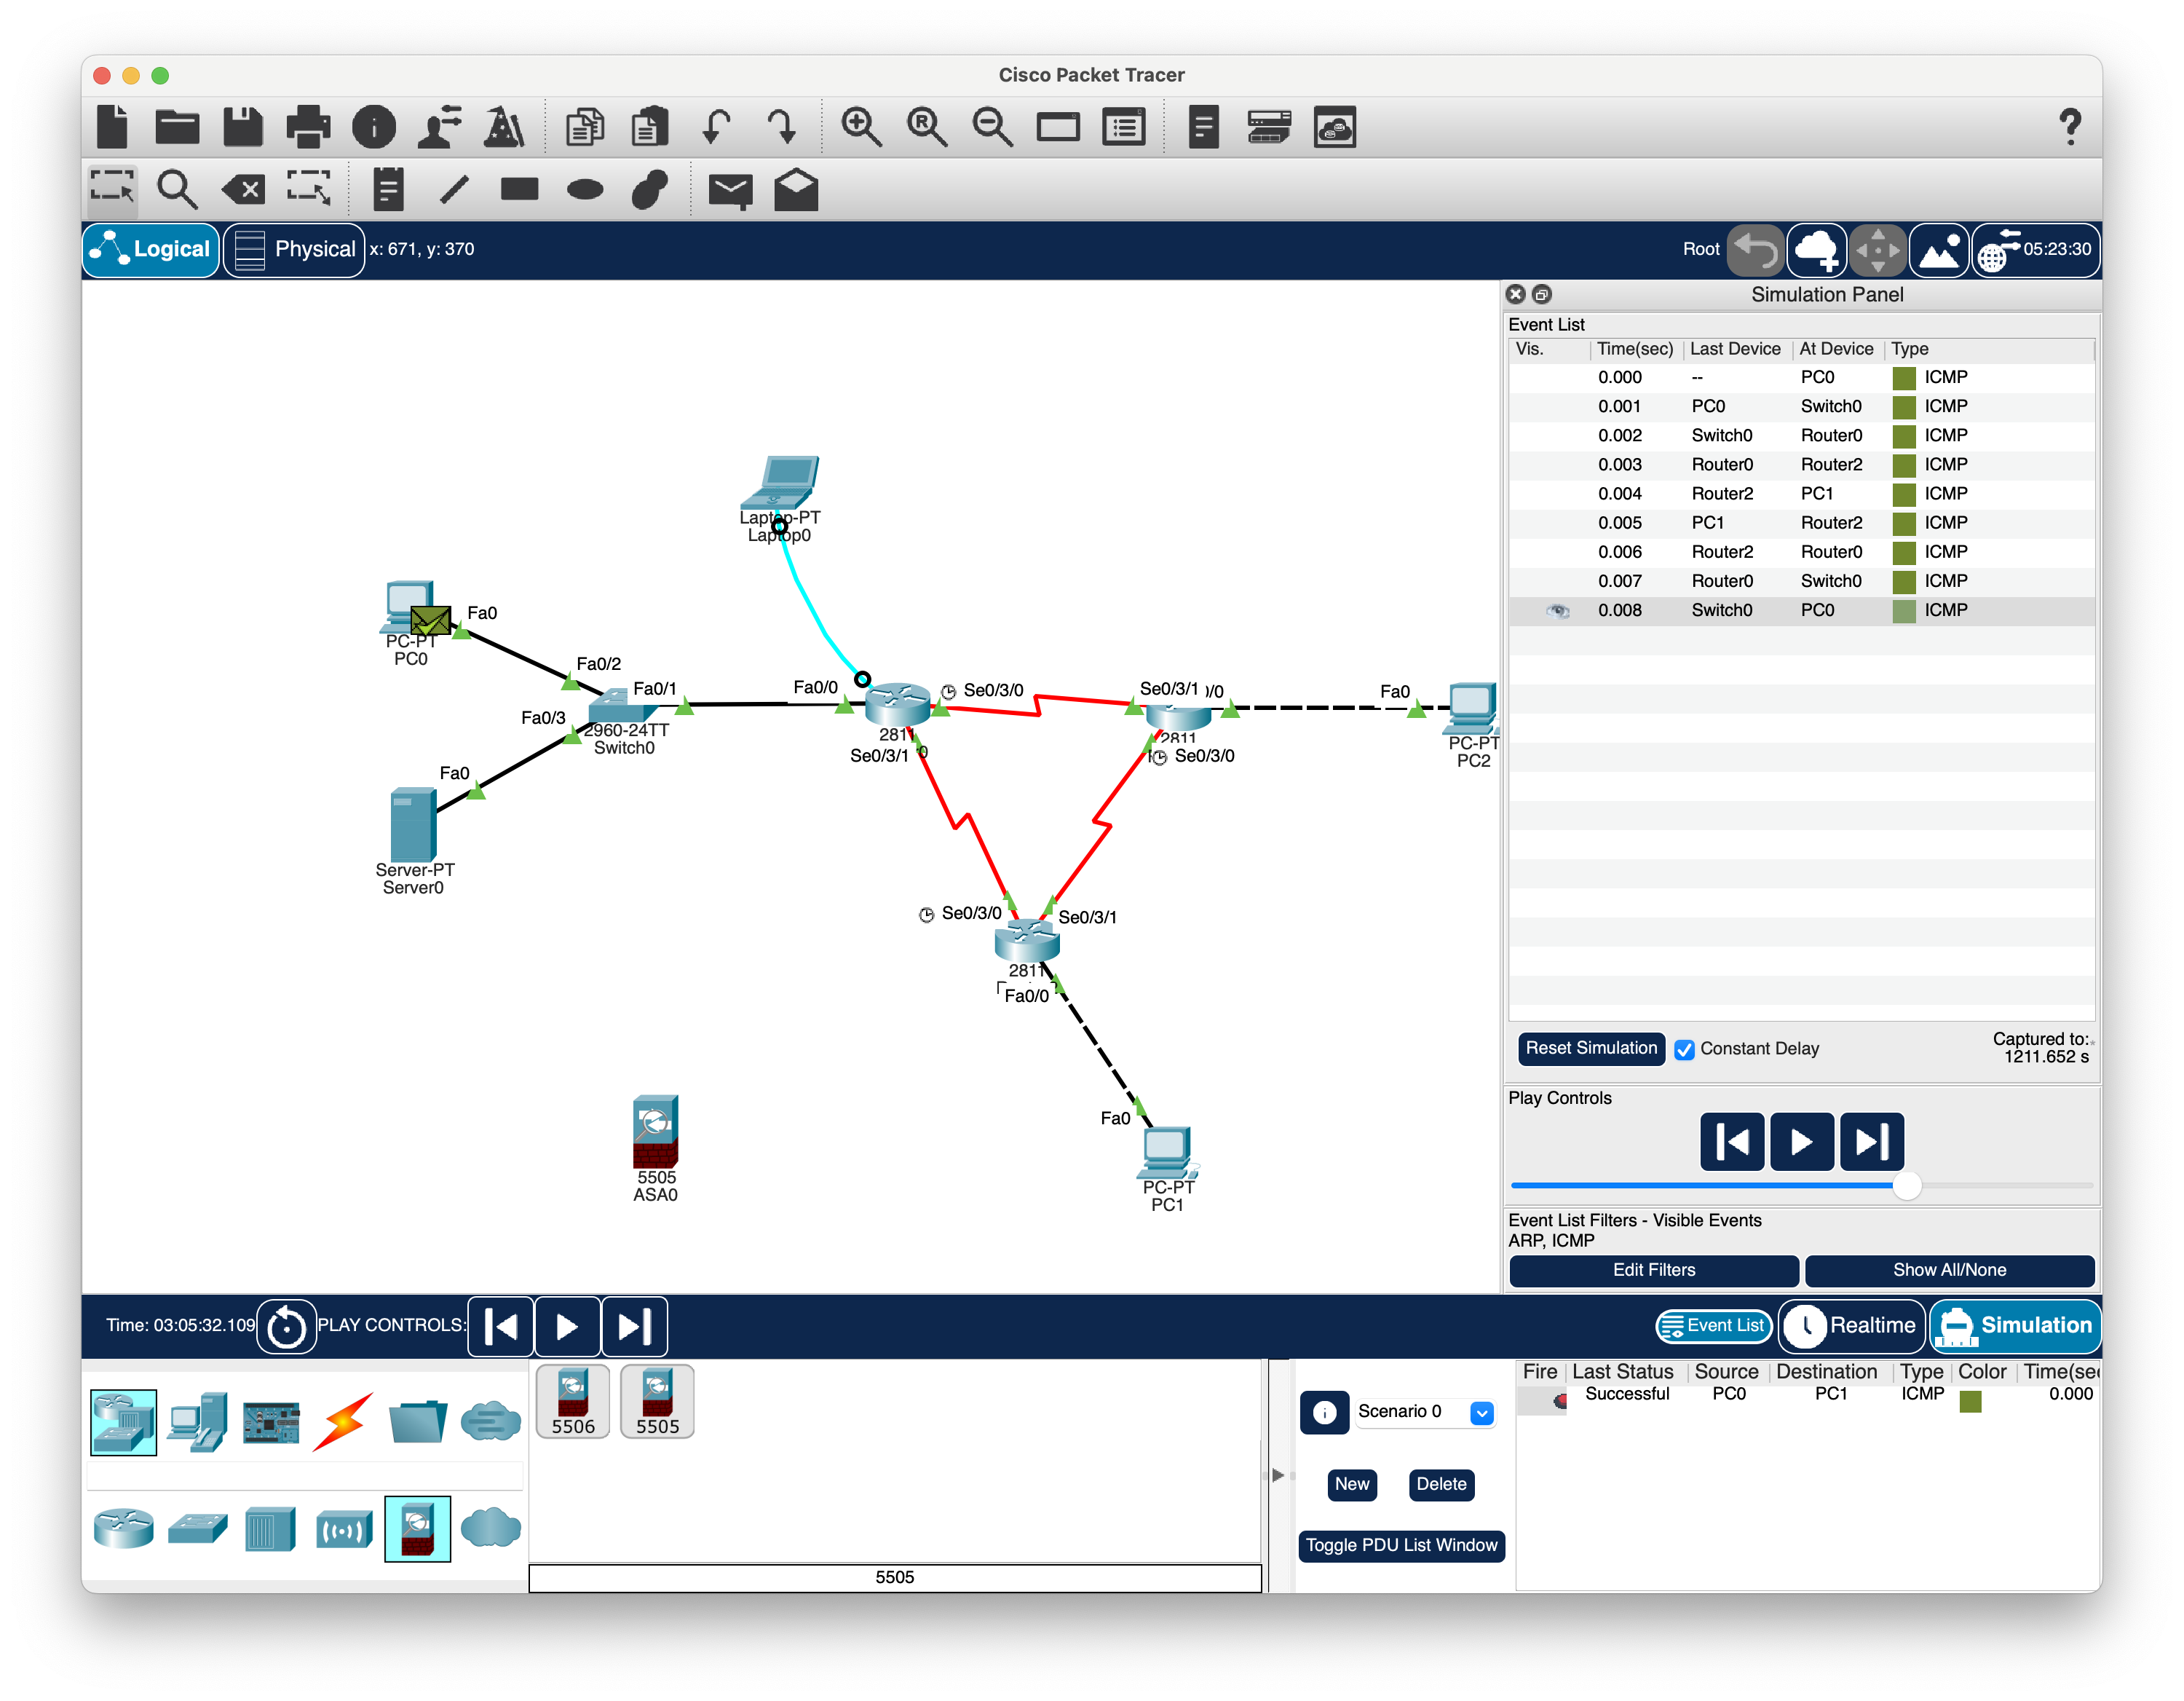 Cisco Packet Tracer
Logical
Physical
x: 671, y: 370
Root
05:23:30
Simulation Panel
Event List
Vis. Time(sec) Last Device At Device Type
0.000 -- PC0 ICMP
0.001 PC0 Switch0 ICMP
0.002 Switch0 Router0 ICMP
0.003 Router0 Router2 ICMP
0.004 Router2 PC1 ICMP
0.005 PC1 Router2 ICMP
0.006 Router2 Router0 ICMP
0.007 Router0 Switch0 ICMP
0.008 Switch0 PC0 ICMP
Reset Simulation
Constant Delay
Captured to:
1211.652 s
Play Controls
Event List Filters - Visible Events
ARP, ICMP
Edit Filters
Show All/None
Laptop-PT
Laptop0
Fa0
PC-PT
PC0
Fa0/2
Fa0/1
Fa0/3
2960-24TT
Switch0
Fa0
Server-PT
Server0
Fa0/0
Se0/3/0
2811
Se0/3/1
Se0/3/1
2811
Se0/3/0
Fa0
PC-PT
PC2
Se0/3/0
Se0/3/1
2811
Fa0/0
Fa0
PC-PT
PC1
5505
ASA0
Time: 03:05:32.109
PLAY CONTROLS:
Event List
Realtime
Simulation
5506
5505
5505
Scenario 0
New
Delete
Toggle PDU List Window
Fire Last Status Source Destination Type Color Time(sec
Successful PC0 PC1 ICMP 0.000